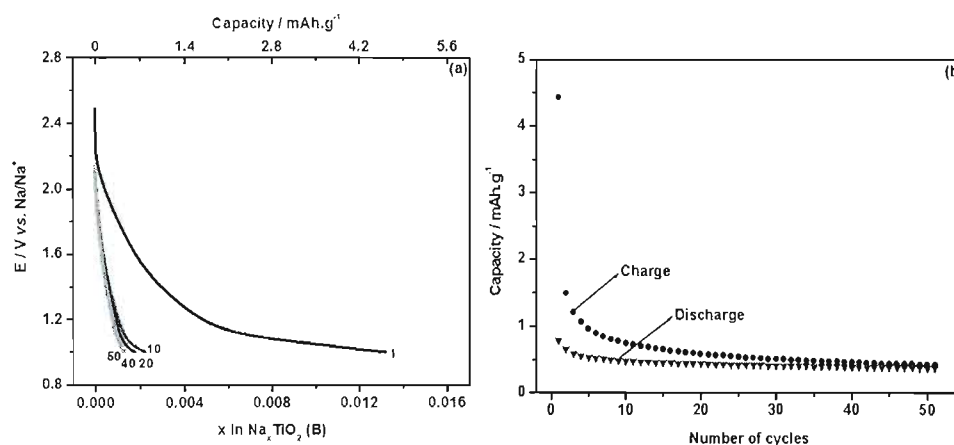 Capacity / mAh.g⁻¹
0 1.4 2.8 4.2 5.6
(a)
2.8
2.4
2.0
1.6
1.2
0.8
E / V vs. Na/Na⁺
10
50 40 20
1
0.000 0.004 0.008 0.012 0.016
x In NaₓTiO₂ (B)
(b
5
4
3
2
1
0
Capacity / mAh.g⁻¹
Charge
Discharge
0 10 20 30 40 50
Number of cycles